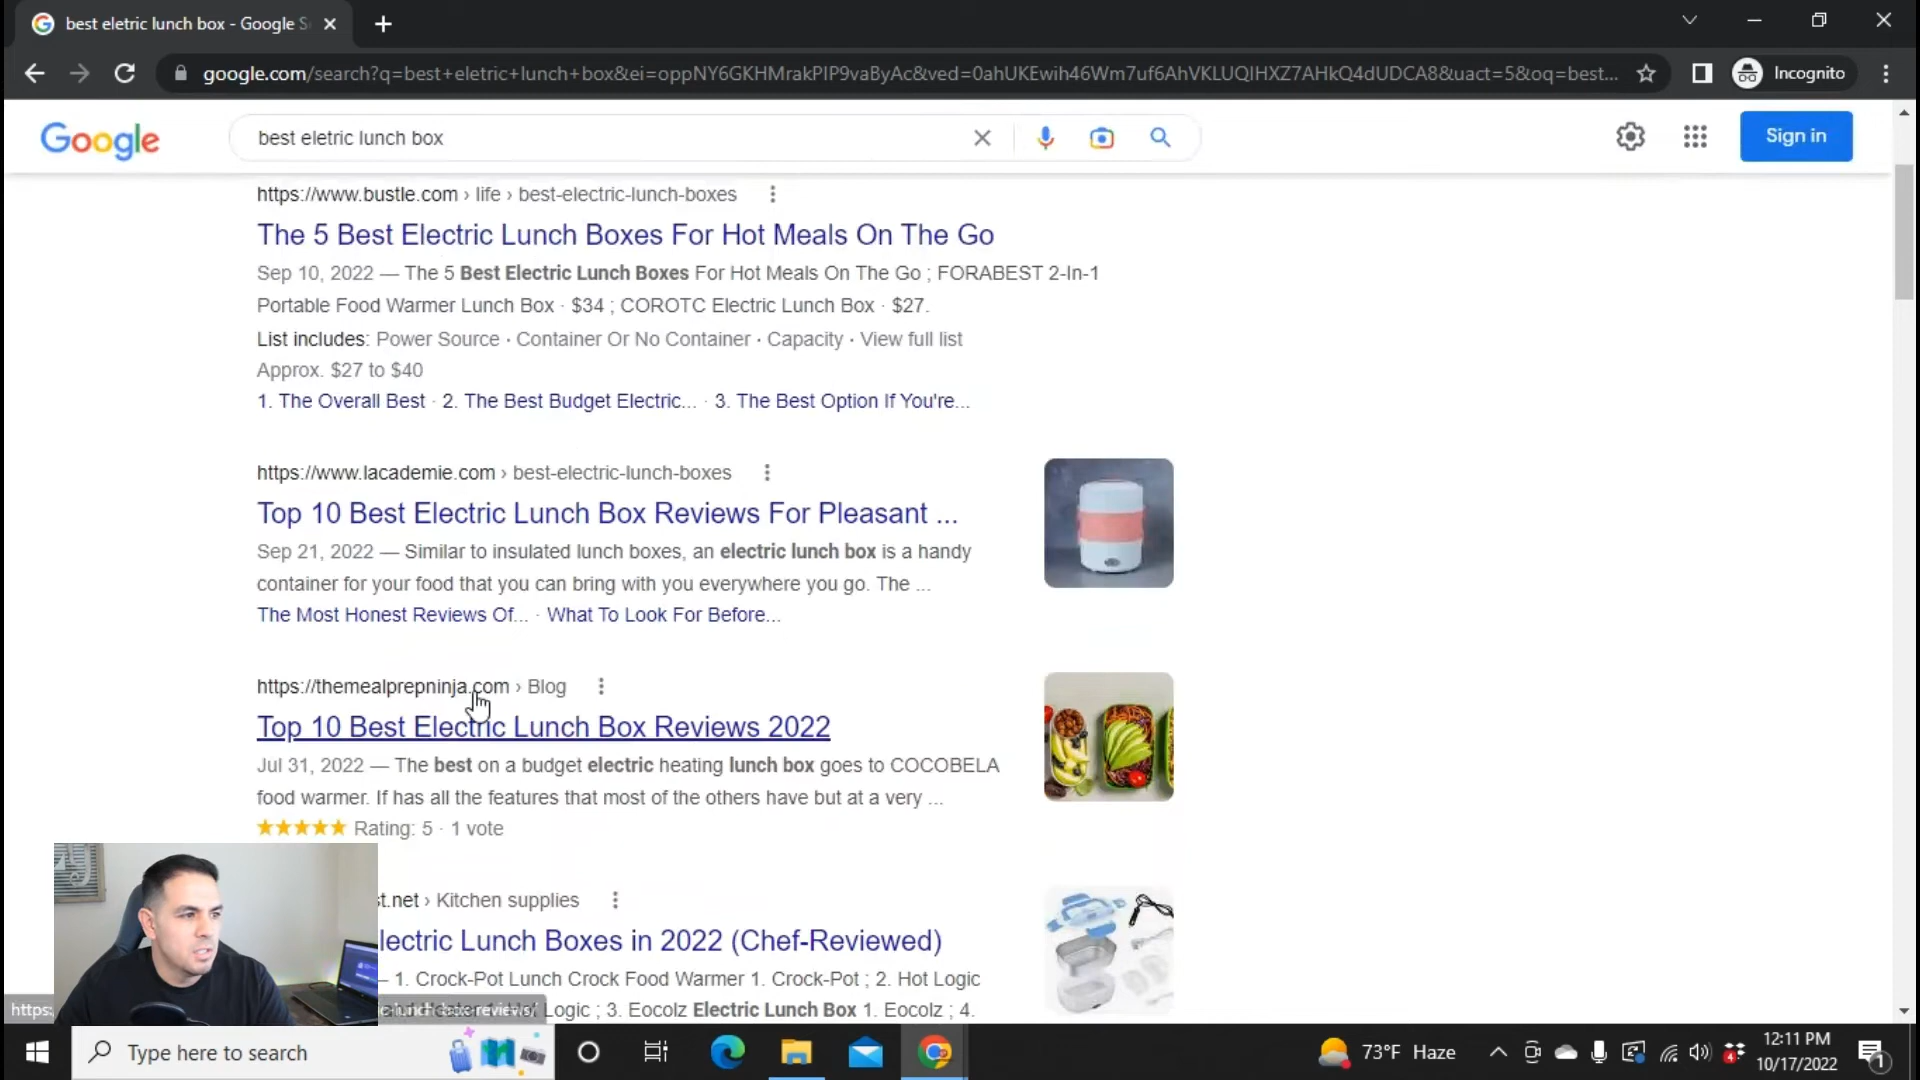 best eletric lunch box - Google S
google.com/search?q=best+eletric+lunch+box&ei=oppNY6GKHMrakPIP9vaByAc&ved=0ahUKEwih46Wm7uf6AhVKLUQIHXZ7AHkQ4dUDCA8&uact=5&oq=best...
Incognito
Google
best eletric lunch box
Sign in
https://www.bustle.com › life › best-electric-lunch-boxes
The 5 Best Electric Lunch Boxes For Hot Meals On The Go
Sep 10, 2022 — The 5 Best Electric Lunch Boxes For Hot Meals On The Go ; FORABEST 2-In-1
Portable Food Warmer Lunch Box · $34 ; COROTC Electric Lunch Box · $27.
List includes: Power Source · Container Or No Container · Capacity · View full list
Approx. $27 to $40
1. The Overall Best · 2. The Best Budget Electric... · 3. The Best Option If You're...
https://www.lacademie.com › best-electric-lunch-boxes
Top 10 Best Electric Lunch Box Reviews For Pleasant ...
Sep 21, 2022 — Similar to insulated lunch boxes, an electric lunch box is a handy
container for your food that you can bring with you everywhere you go. The ...
The Most Honest Reviews Of... · What To Look For Before...
https://themealprepninja.com › Blog
Top 10 Best Electric Lunch Box Reviews 2022
Jul 31, 2022 — The best on a budget electric heating lunch box goes to COCOBELA
food warmer. If has all the features that most of the others have but at a very ...
Rating: 5 · 1 vote
st.net › Kitchen supplies
lectric Lunch Boxes in 2022 (Chef-Reviewed)
– 1. Crock-Pot Lunch Crock Food Warmer 1. Crock-Pot ; 2. Hot Logic
Logic ; 3. Eocolz Electric Lunch Box 1. Eocolz ; 4.
https:
Type here to search
73°F Haze
4
12:11 PM
10/17/2022
1